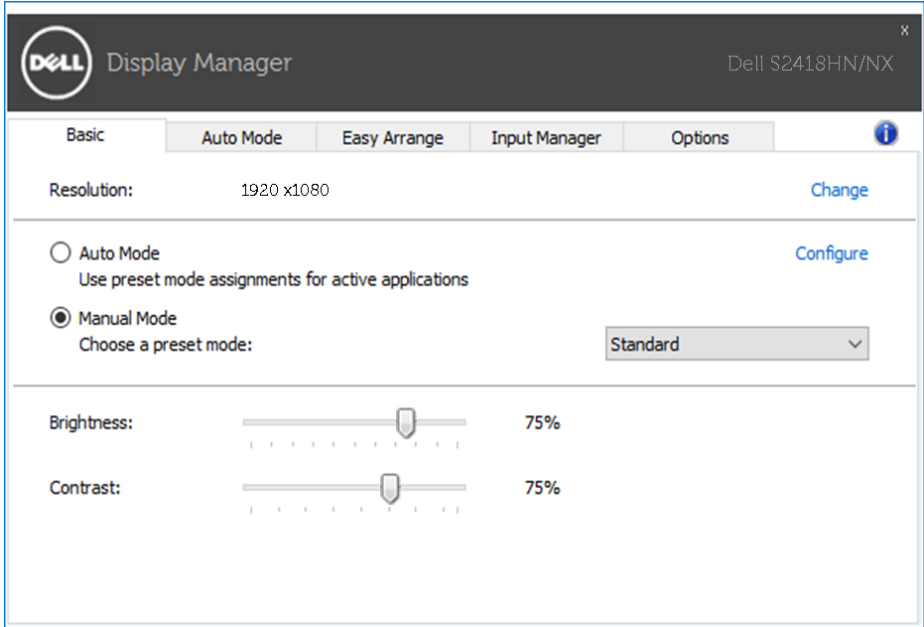 DELL Display Manager
x
Dell S2418HN/NX
Basic Auto Mode Easy Arrange Input Manager Options i
Resolution: 1920 x1080 Change
Auto Mode Configure
Use preset mode assignments for active applications
Manual Mode
Choose a preset mode: Standard
Brightness: 75%
Contrast: 75%